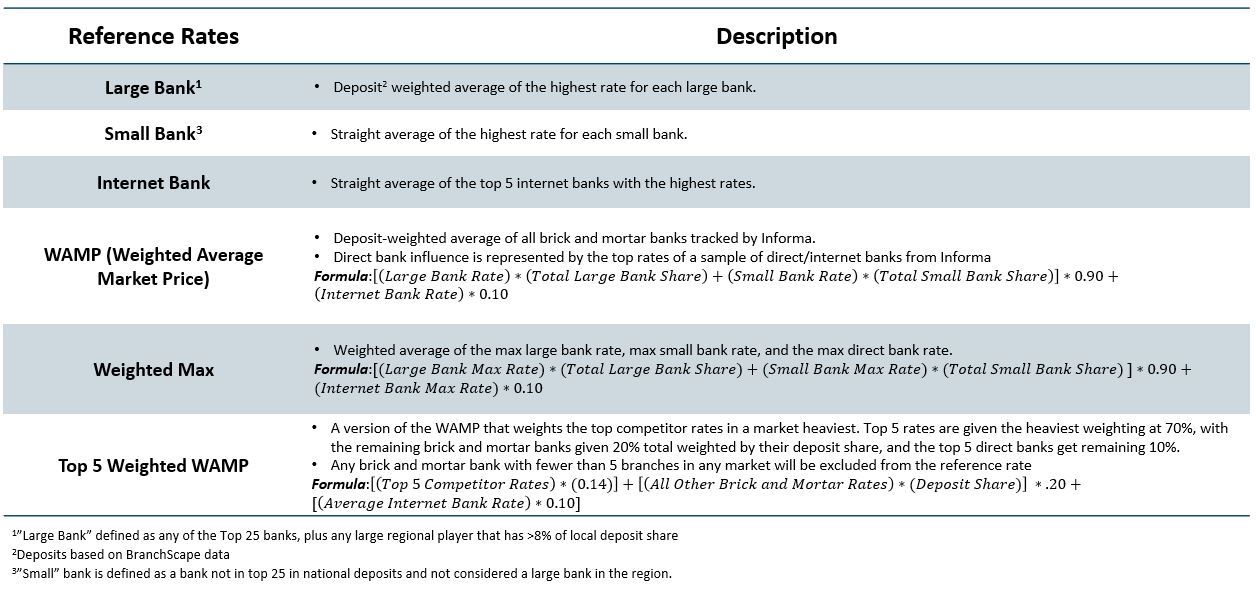 Reference Rates
Description
Large Bank¹
• Deposit² weighted average of the highest rate for each large bank.
Small Bank³
• Straight average of the highest rate for each small bank.
Internet Bank
• Straight average of the top 5 internet banks with the highest rates.
WAMP (Weighted Average
Market Price)
• Deposit-weighted average of all brick and mortar banks tracked by Informa.
• Direct bank influence is represented by the top rates of a sample of direct/internet banks from Informa
Formula:[(Large Bank Rate) * (Total Large Bank Share) + (Small Bank Rate) * (Total Small Bank Share)] * 0.90 +
(Internet Bank Rate) * 0.10
Weighted Max
• Weighted average of the max large bank rate, max small bank rate, and the max direct bank rate.
Formula:[(Large Bank Max Rate) * (Total Large Bank Share) + (Small Bank Max Rate) * (Total Small Bank Share) ] * 0.90 +
(Internet Bank Max Rate) * 0.10
Top 5 Weighted WAMP
• A version of the WAMP that weights the top competitor rates in a market heaviest. Top 5 rates are given the heaviest weighting at 70%, with
the remaining brick and mortar banks given 20% total weighted by their deposit share, and the top 5 direct banks get remaining 10%.
• Any brick and mortar bank with fewer than 5 branches in any market will be excluded from the reference rate
Formula:[(Top 5 Competitor Rates) * (0.14)] + [(All Other Brick and Mortar Rates) * (Deposit Share)] * .20 +
[(Average Internet Bank Rate) * 0.10]
¹"Large Bank" defined as any of the Top 25 banks, plus any large regional player that has >8% of local deposit share
²Deposits based on BranchScape data
³"Small" bank is defined as a bank not in top 25 in national deposits and not considered a large bank in the region.